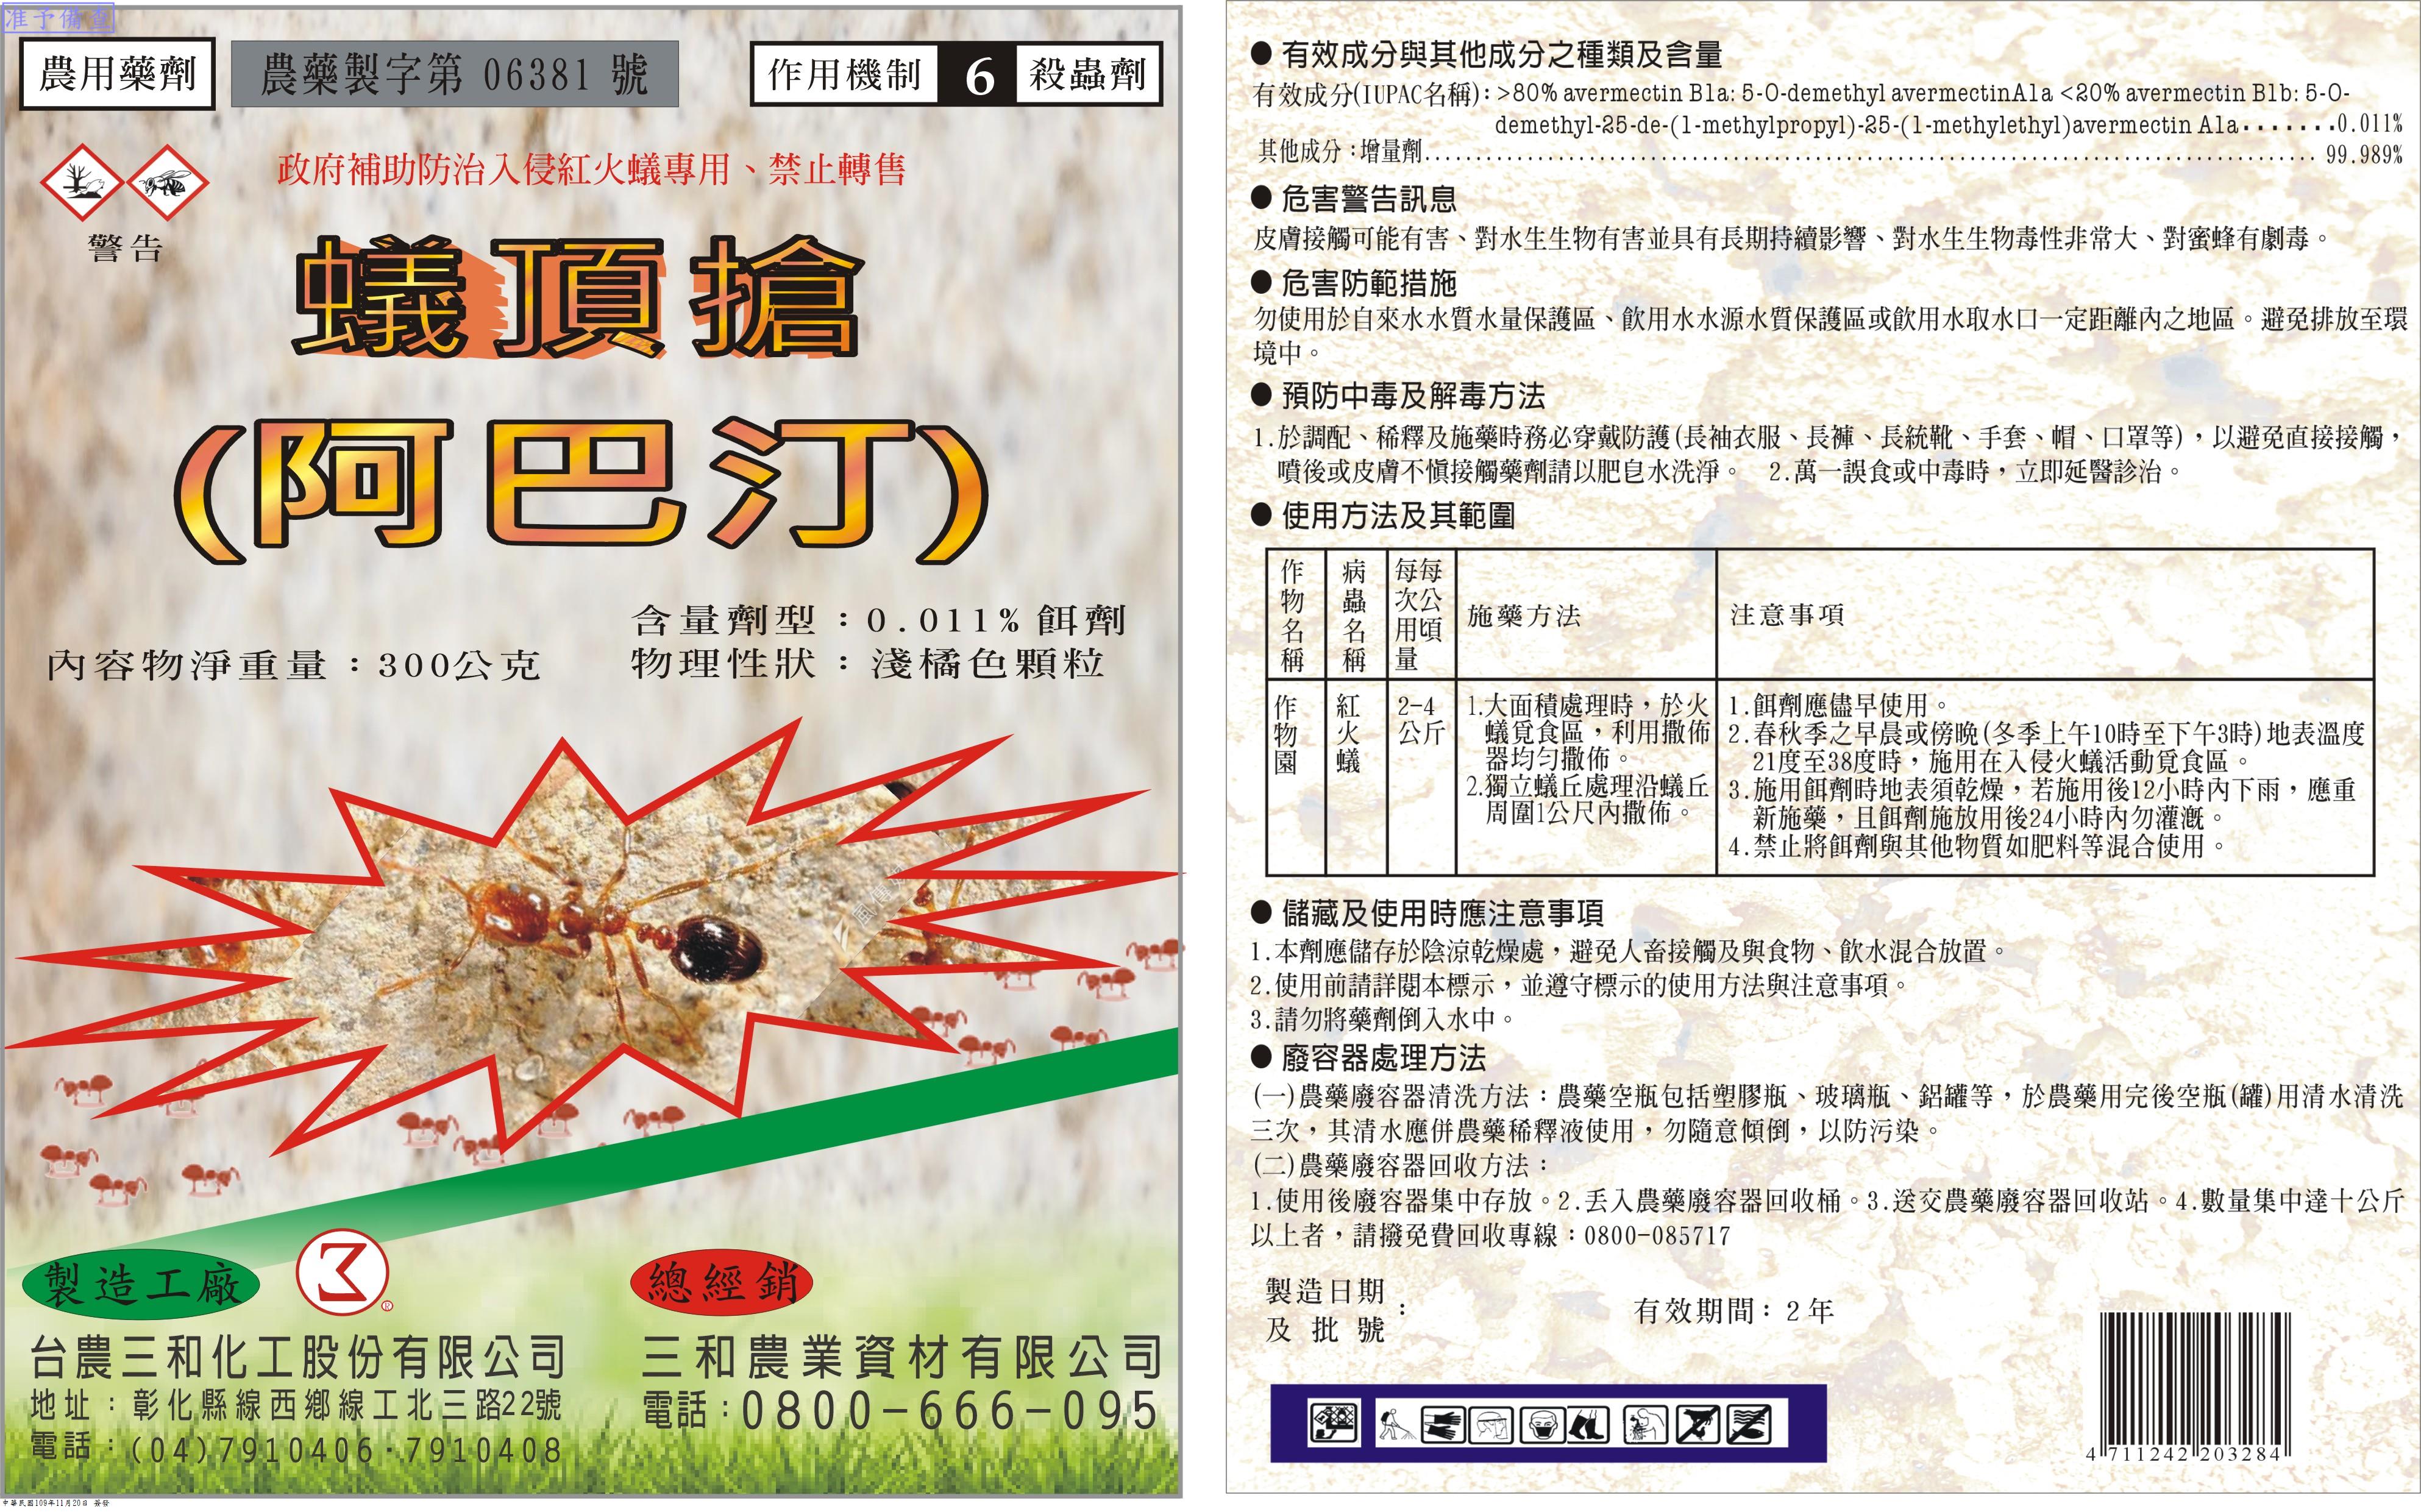 准予備查
農用藥劑
農藥製字第 06381 號
作用機制 6 殺蟲劑
政府補助防治入侵紅火蟻專用、禁止轉售
警告
蟻頂搶
(阿巴汀)
含量劑型：0.011% 餌劑
內容物淨重量：300公克
物理性狀：淺橘色顆粒
製造工廠
®
總經銷
台農三和化工股份有限公司
地址：彰化縣線西鄉線工北三路22號
電話：(04)7910406·7910408
三和農業資材有限公司
電話：0800-666-095
中華民國109年11月20日 簽發
● 有效成分與其他成分之種類及含量
有效成分(IUPAC名稱)：>80% avermectin B1a: 5-O-demethyl avermectinA1a <20% avermectin B1b: 5-O-
demethyl-25-de-(1-methylpropyl)-25-(1-methylethyl)avermectin A1a·······0.011%
其他成分：增量劑........................................................................................ 99.989%
● 危害警告訊息
皮膚接觸可能有害、對水生生物有害並具有長期持續影響、對水生生物毒性非常大、對蜜蜂有劇毒。
● 危害防範措施
勿使用於自來水水質水量保護區、飲用水水源水質保護區或飲用水取水口一定距離內之地區。避免排放至環
境中。
● 預防中毒及解毒方法
1.於調配、稀釋及施藥時務必穿戴防護(長袖衣服、長褲、長統靴、手套、帽、口罩等)，以避免直接接觸，
噴後或皮膚不慎接觸藥劑請以肥皂水洗淨。 2.萬一誤食或中毒時，立即延醫診治。
● 使用方法及其範圍
作物名稱
病蟲名稱
每公頃每次用量
施藥方法
注意事項
作物園
紅火蟻
2-4
公斤
1.大面積處理時，於火
蟻覓食區，利用撒佈
器均勻撒佈。
2.獨立蟻丘處理沿蟻丘
周圍1公尺內撒佈。
1.餌劑應儘早使用。
2.春秋季之早晨或傍晚(冬季上午10時至下午3時)地表溫度
21度至38度時，施用在入侵火蟻活動覓食區。
3.施用餌劑時地表須乾燥，若施用後12小時內下雨，應重
新施藥，且餌劑施放用後24小時內勿灌溉。
4.禁止將餌劑與其他物質如肥料等混合使用。
● 儲藏及使用時應注意事項
1.本劑應儲存於陰涼乾燥處，避免人畜接觸及與食物、飲水混合放置。
2.使用前請詳閱本標示，並遵守標示的使用方法與注意事項。
3.請勿將藥劑倒入水中。
● 廢容器處理方法
(一)農藥廢容器清洗方法：農藥空瓶包括塑膠瓶、玻璃瓶、鋁罐等，於農藥用完後空瓶(罐)用清水清洗
三次，其清水應併農藥稀釋液使用，勿隨意傾倒，以防污染。
(二)農藥廢容器回收方法：
1.使用後廢容器集中存放。2.丟入農藥廢容器回收桶。3.送交農藥廢容器回收站。4.數量集中達十公斤
以上者，請撥免費回收專線：0800-085717
製造日期
及 批 號：
有效期間：2年
4 711242 203284